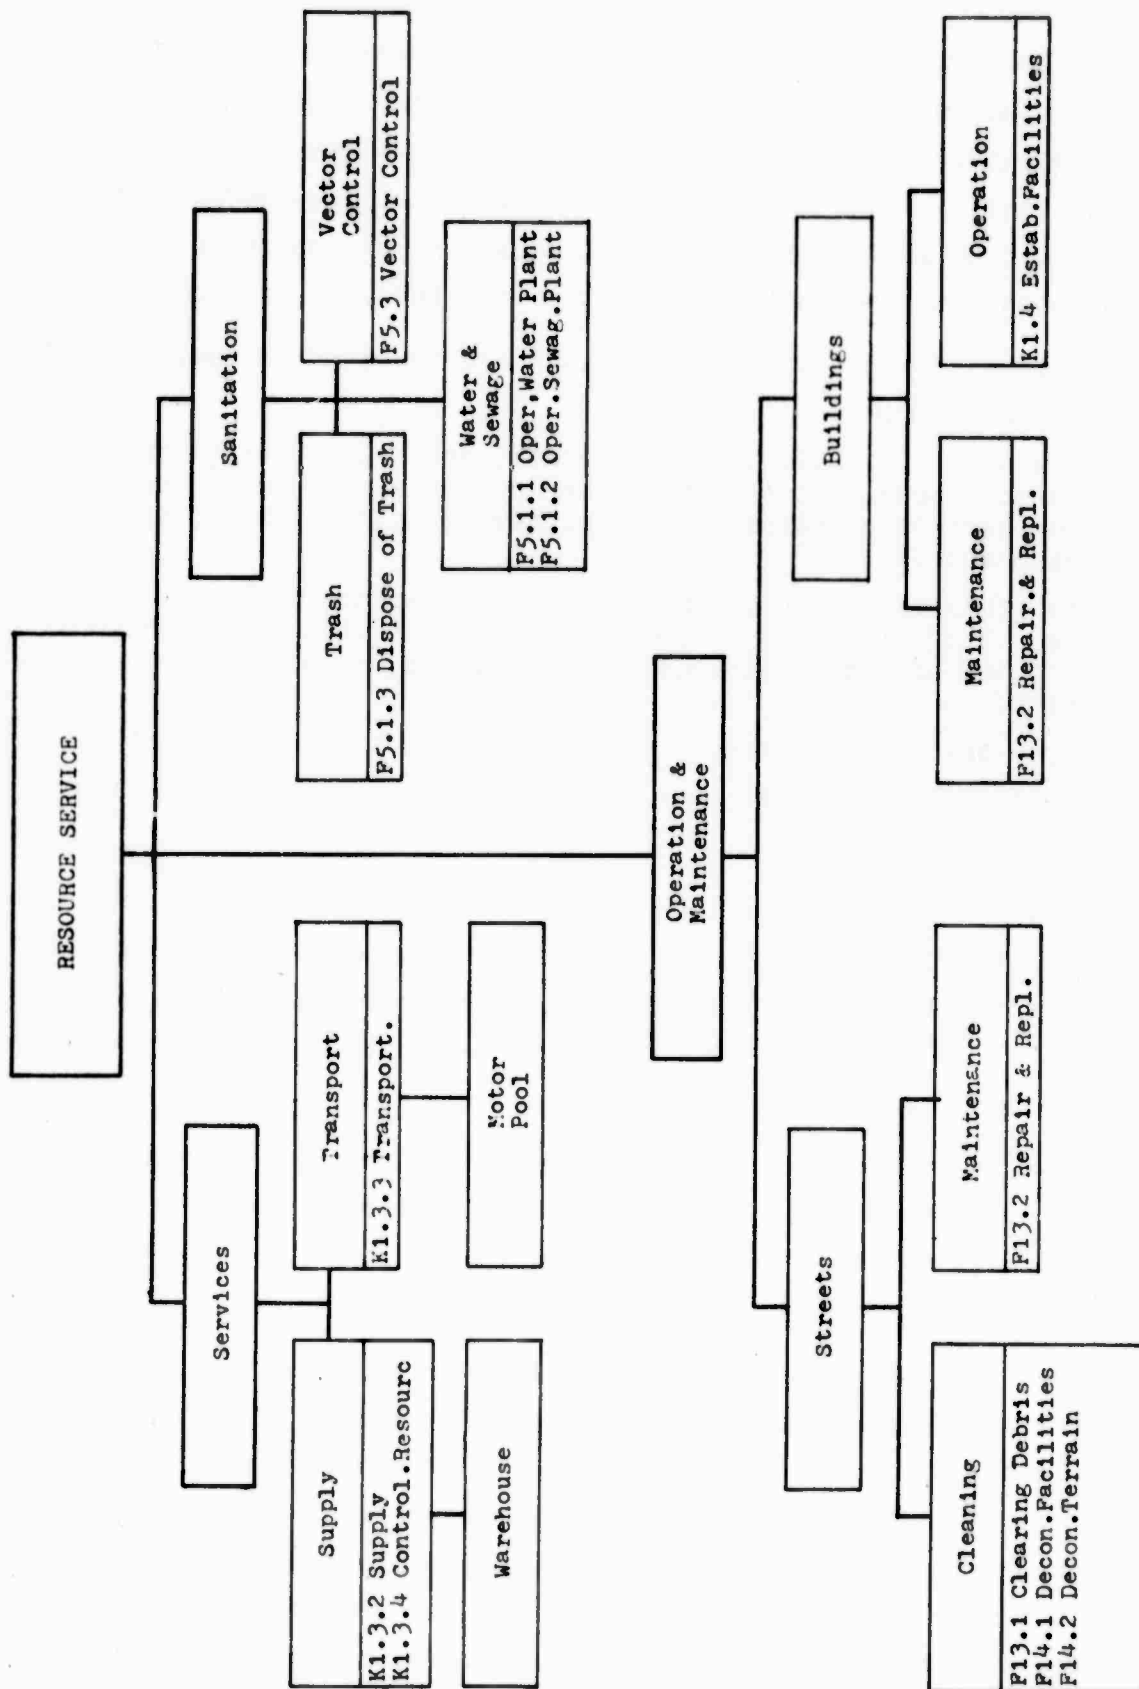 RESOURCE SERVICE
Services
Sanitation
Supply
K1.3.2 Supply
K1.3.4 Control.Resourc
Transport
K1.3.3 Transport.
Trash
F5.1.3 Dispose of Trash
Vector
Control
F5.3 Vector Control
Warehouse
Motor
Pool
Water &
Sewage
F5.1.1 Oper,Water Plant
F5.1.2 Oper.Sewag.Plant
Operation &
Maintenance
Streets
Buildings
Cleaning
F13.1 Clearing Debris
F14.1 Decon.Facilities
F14.2 Decon.Terrain
Maintenance
F13.2 Repair & Repl.
Maintenance
F13.2 Repair.& Repl.
Operation
K1.4 Estab.Facilities